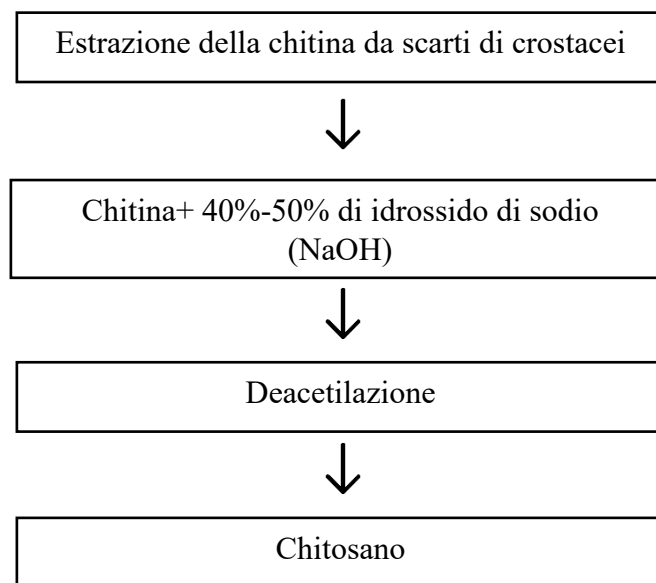 Estrazione della chitina da scarti di crostacei
Chitina+ 40%-50% di idrossido di sodio
(NaOH)
Deacetilazione
Chitosano